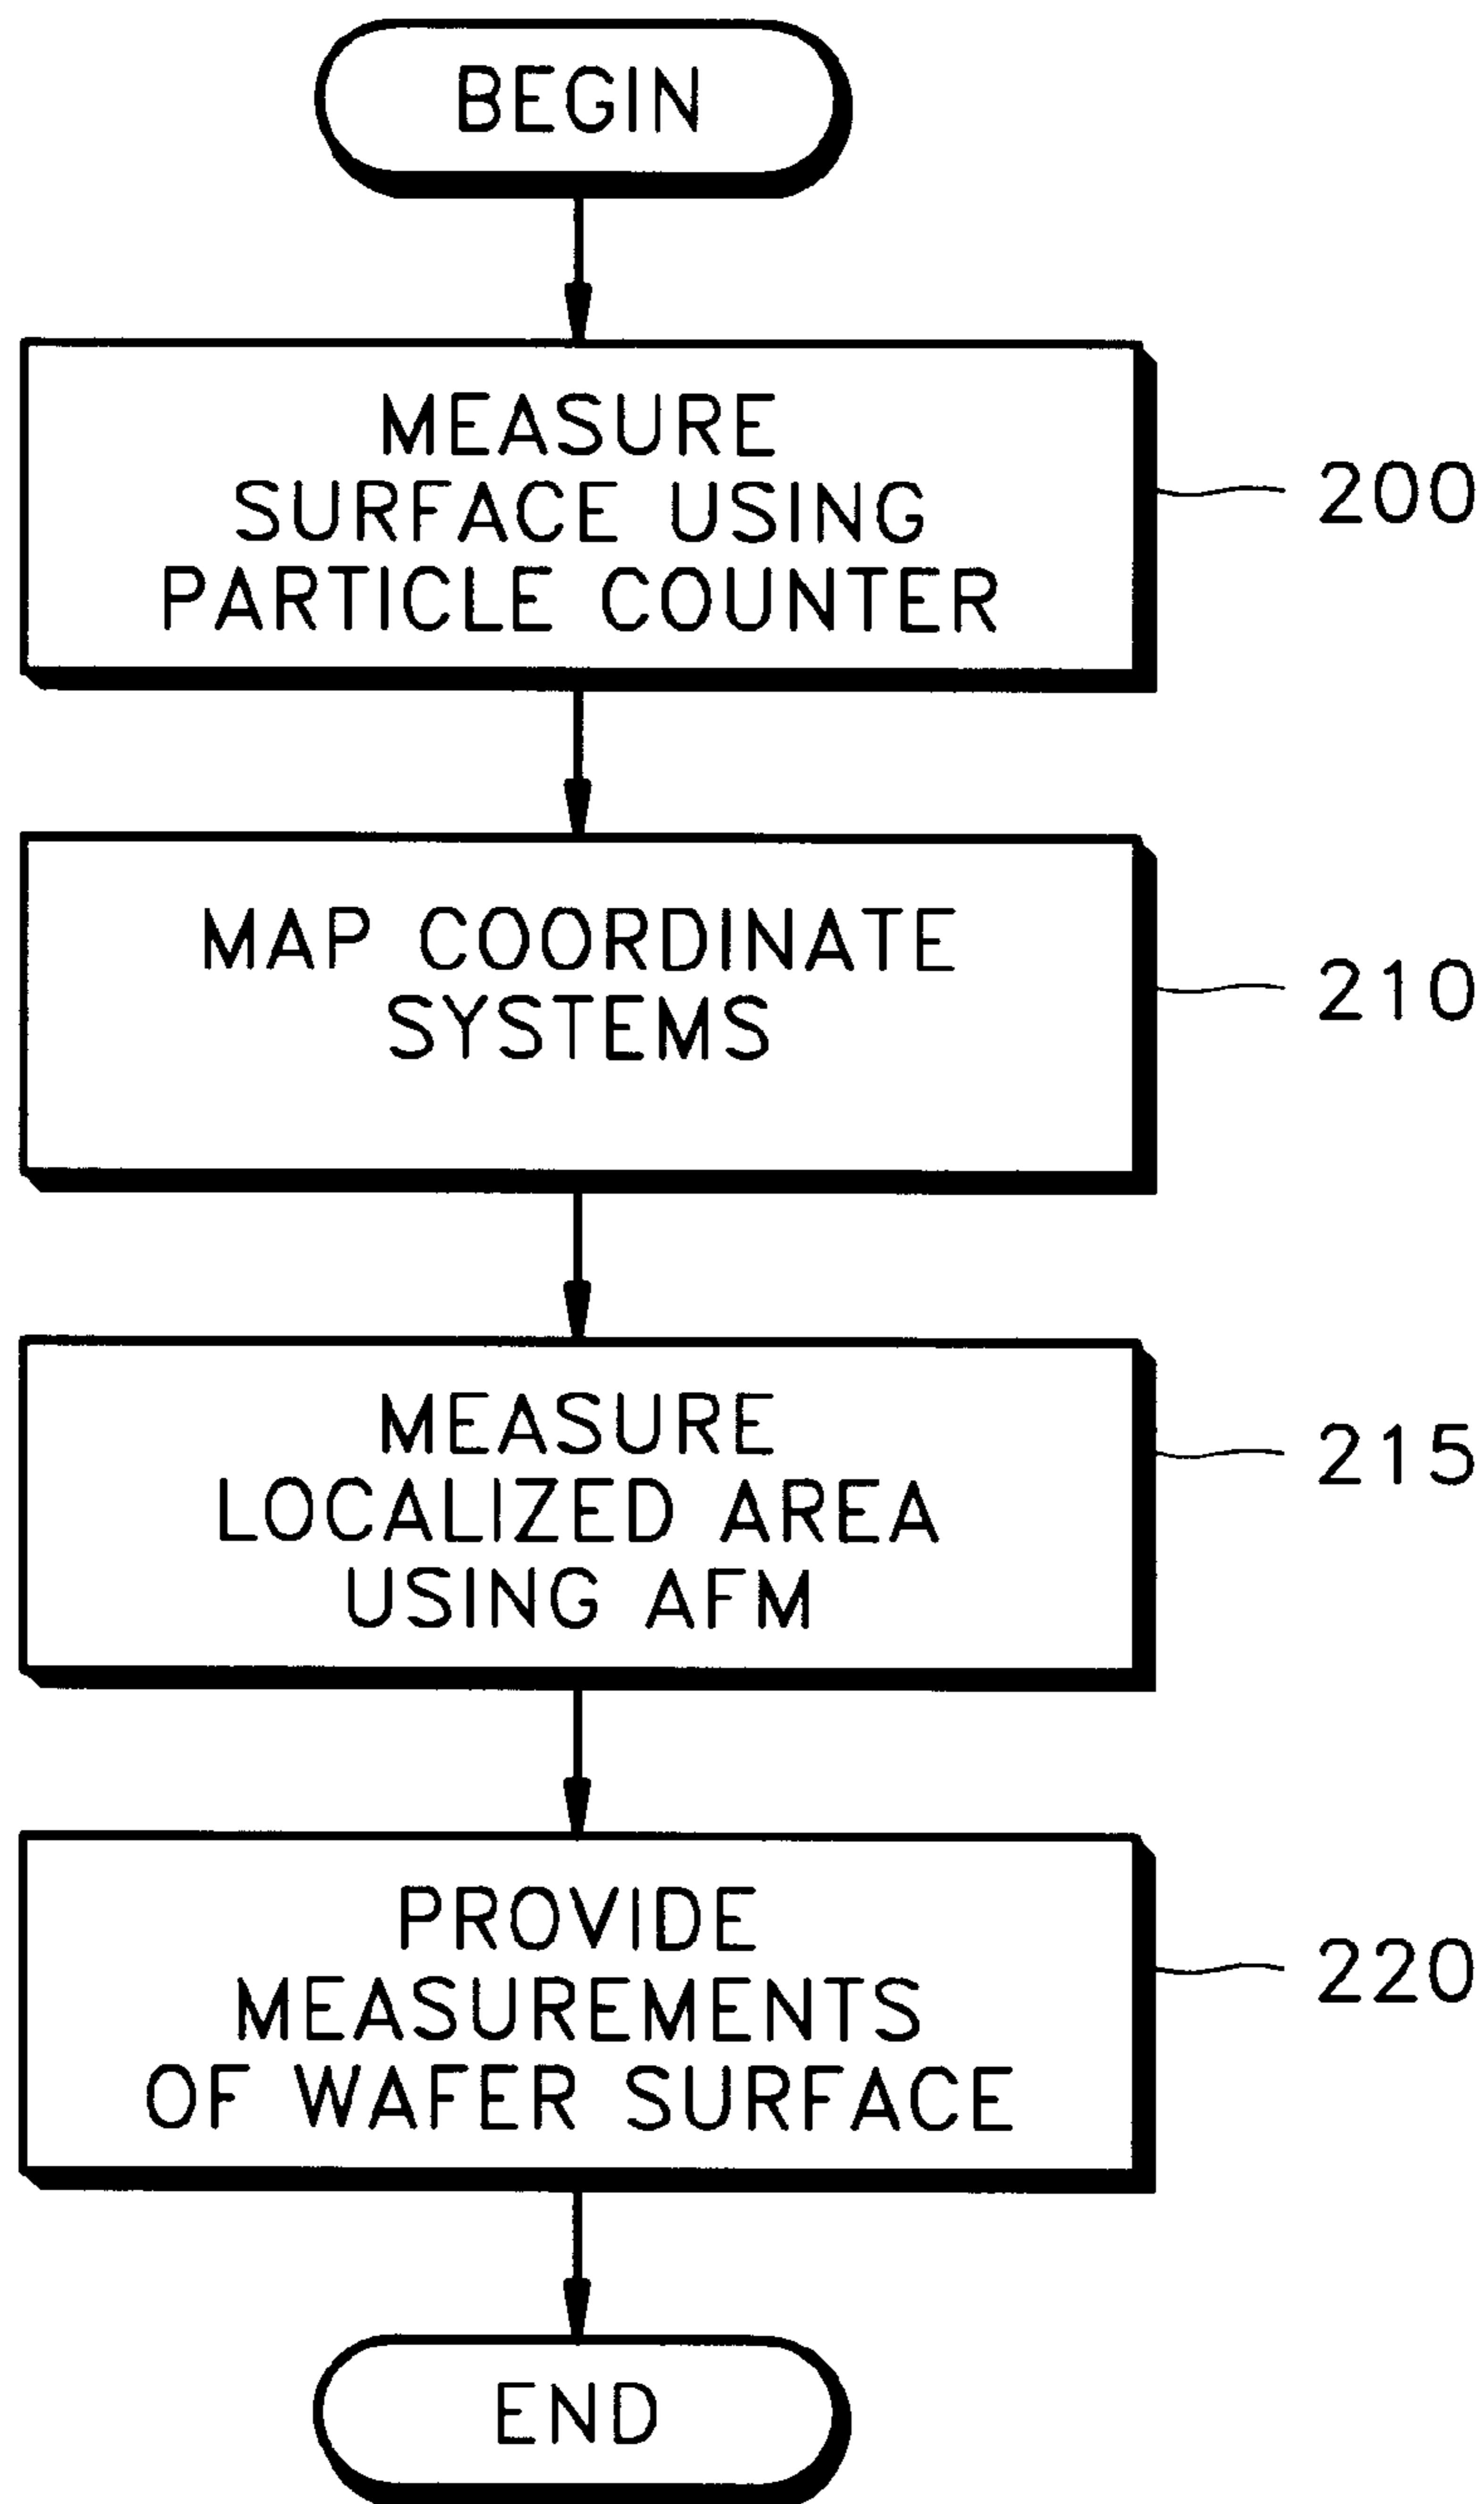 BEGIN
MEASURE
SURFACE USING
PARTICLE COUNTER
200
MAP COORDINATE
SYSTEMS
210
MEASURE
LOCALIZED AREA
USING AFM
215
PROVIDE
MEASUREMENTS
OF WAFER SURFACE
220
END